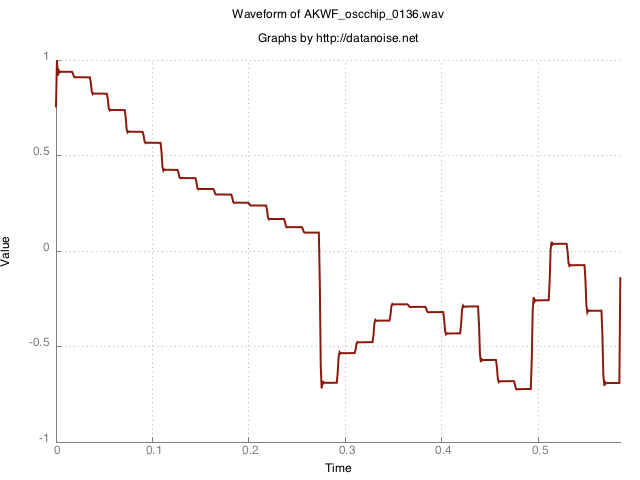 Waveform of AKWF_oscchip_0136.wav
Graphs by http://datanoise.net
1
0.5
0
-0.5
-1
Value
0 0.1 0.2 0.3 0.4 0.5
Time